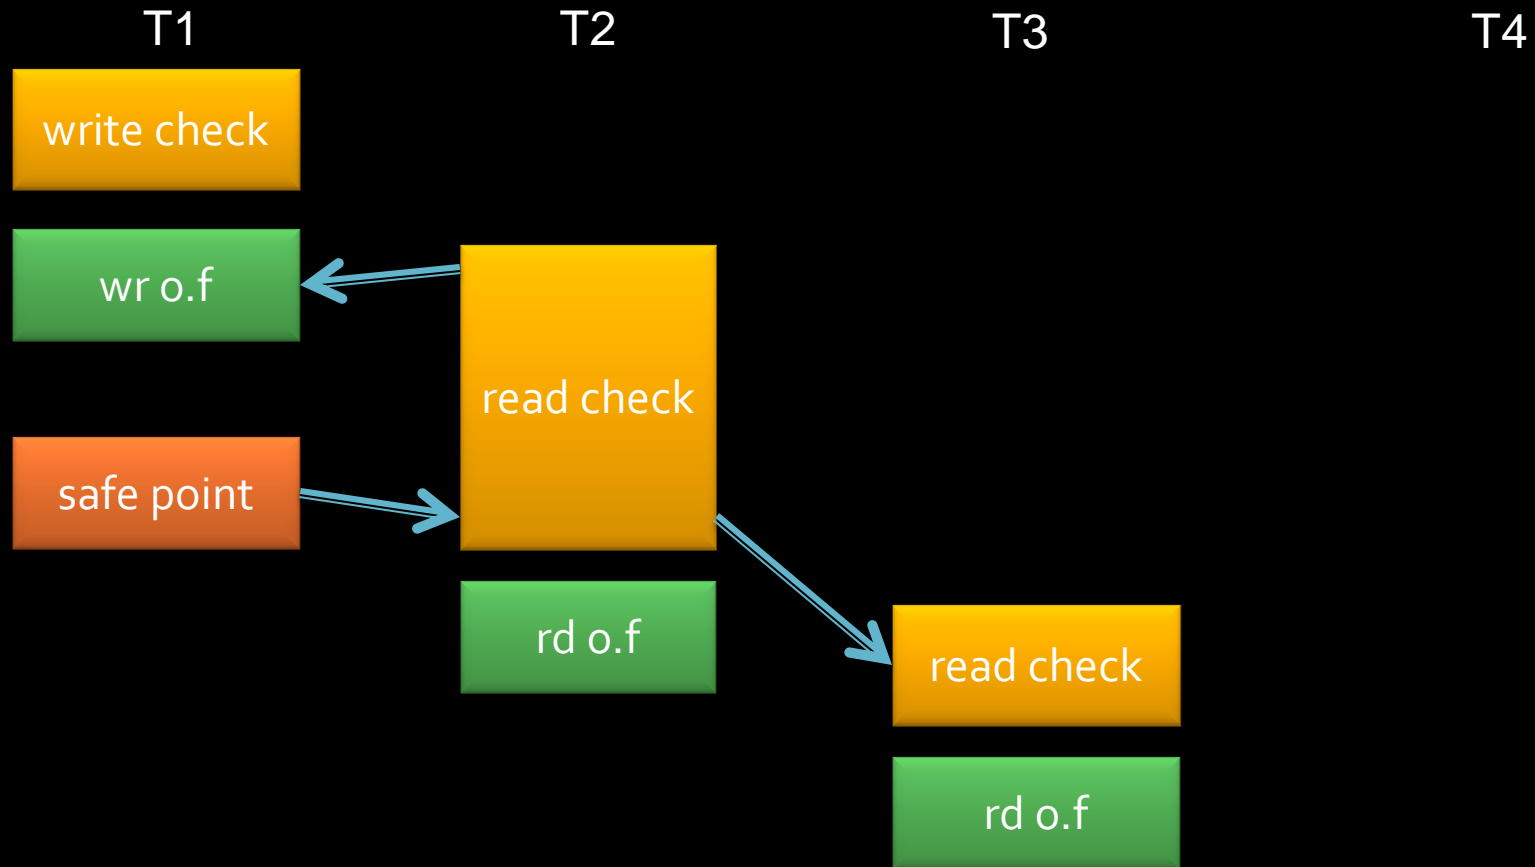 T1
T2
T3
T4
write check
wr o.f
read check
safe point
rd o.f
read check
rd o.f